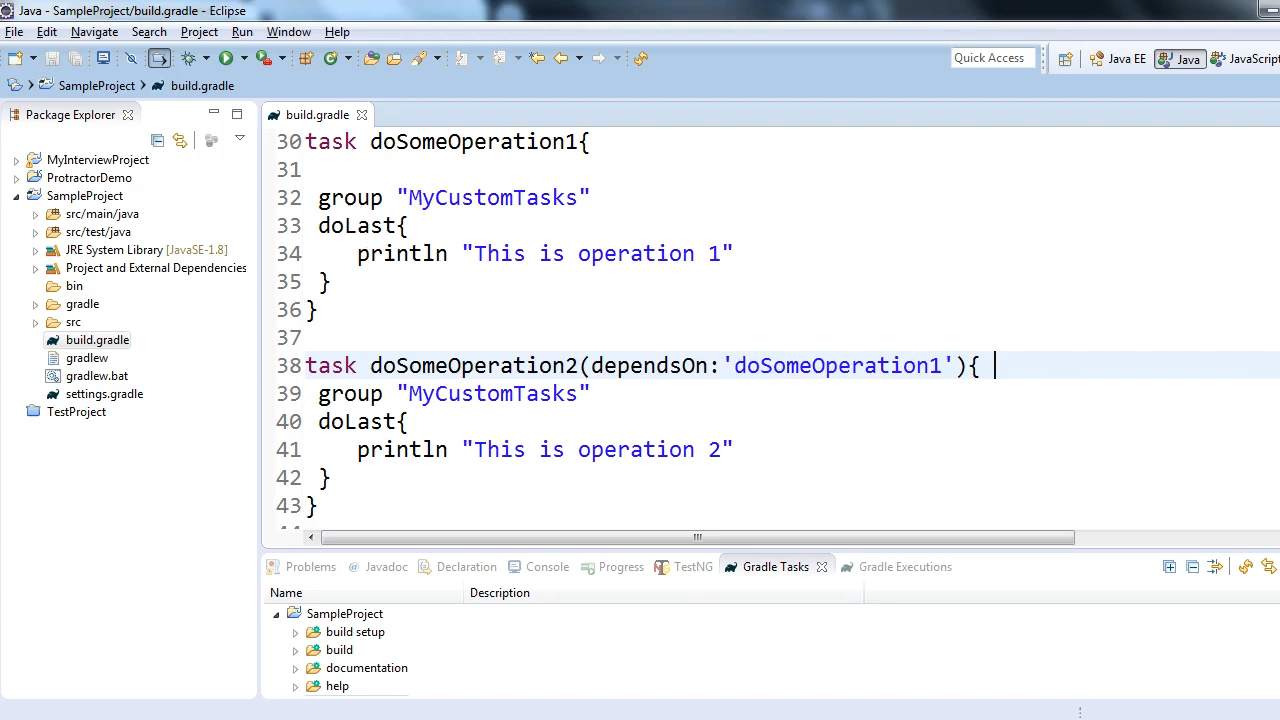 Java - SampleProject/build.gradle - Eclipse
File Edit Navigate Search Project Run Window Help
Quick Access Java EE Java JavaScript
SampleProject build.gradle
Package Explorer
MyInterviewProject
ProtractorDemo
SampleProject
src/main/java
src/test/java
JRE System Library [JavaSE-1.8]
Project and External Dependencies
bin
gradle
src
build.gradle
gradlew
gradlew.bat
settings.gradle
TestProject
build.gradle
30 task doSomeOperation1{
31
32 group "MyCustomTasks"
33 doLast{
34 println "This is operation 1"
35 }
36 }
37
38 task doSomeOperation2(dependsOn:'doSomeOperation1'){
39 group "MyCustomTasks"
40 doLast{
41 println "This is operation 2"
42 }
43 }
Problems @ Javadoc Declaration Console Progress TestNG Gradle Tasks Gradle Executions
Name Description
SampleProject
build setup
build
documentation
help